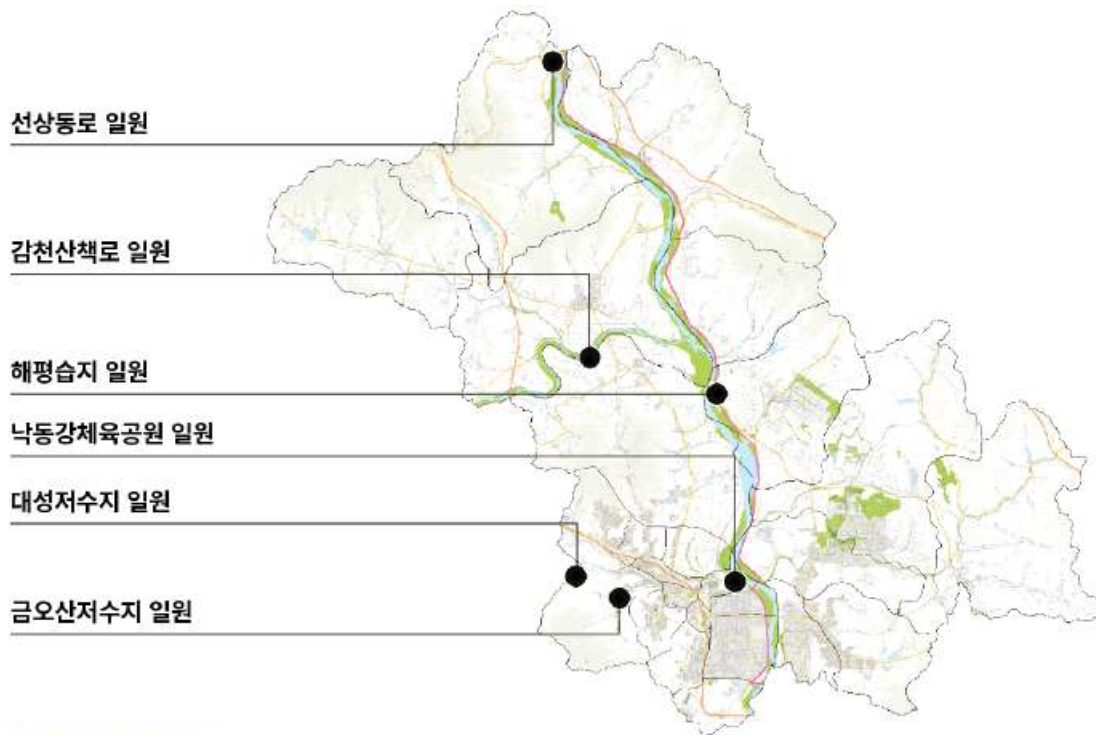 선상동로 일원
감천산책로 일원
해평습지 일원
낙동강체육공원 일원
대성저수지 일원
금오산저수지 일원